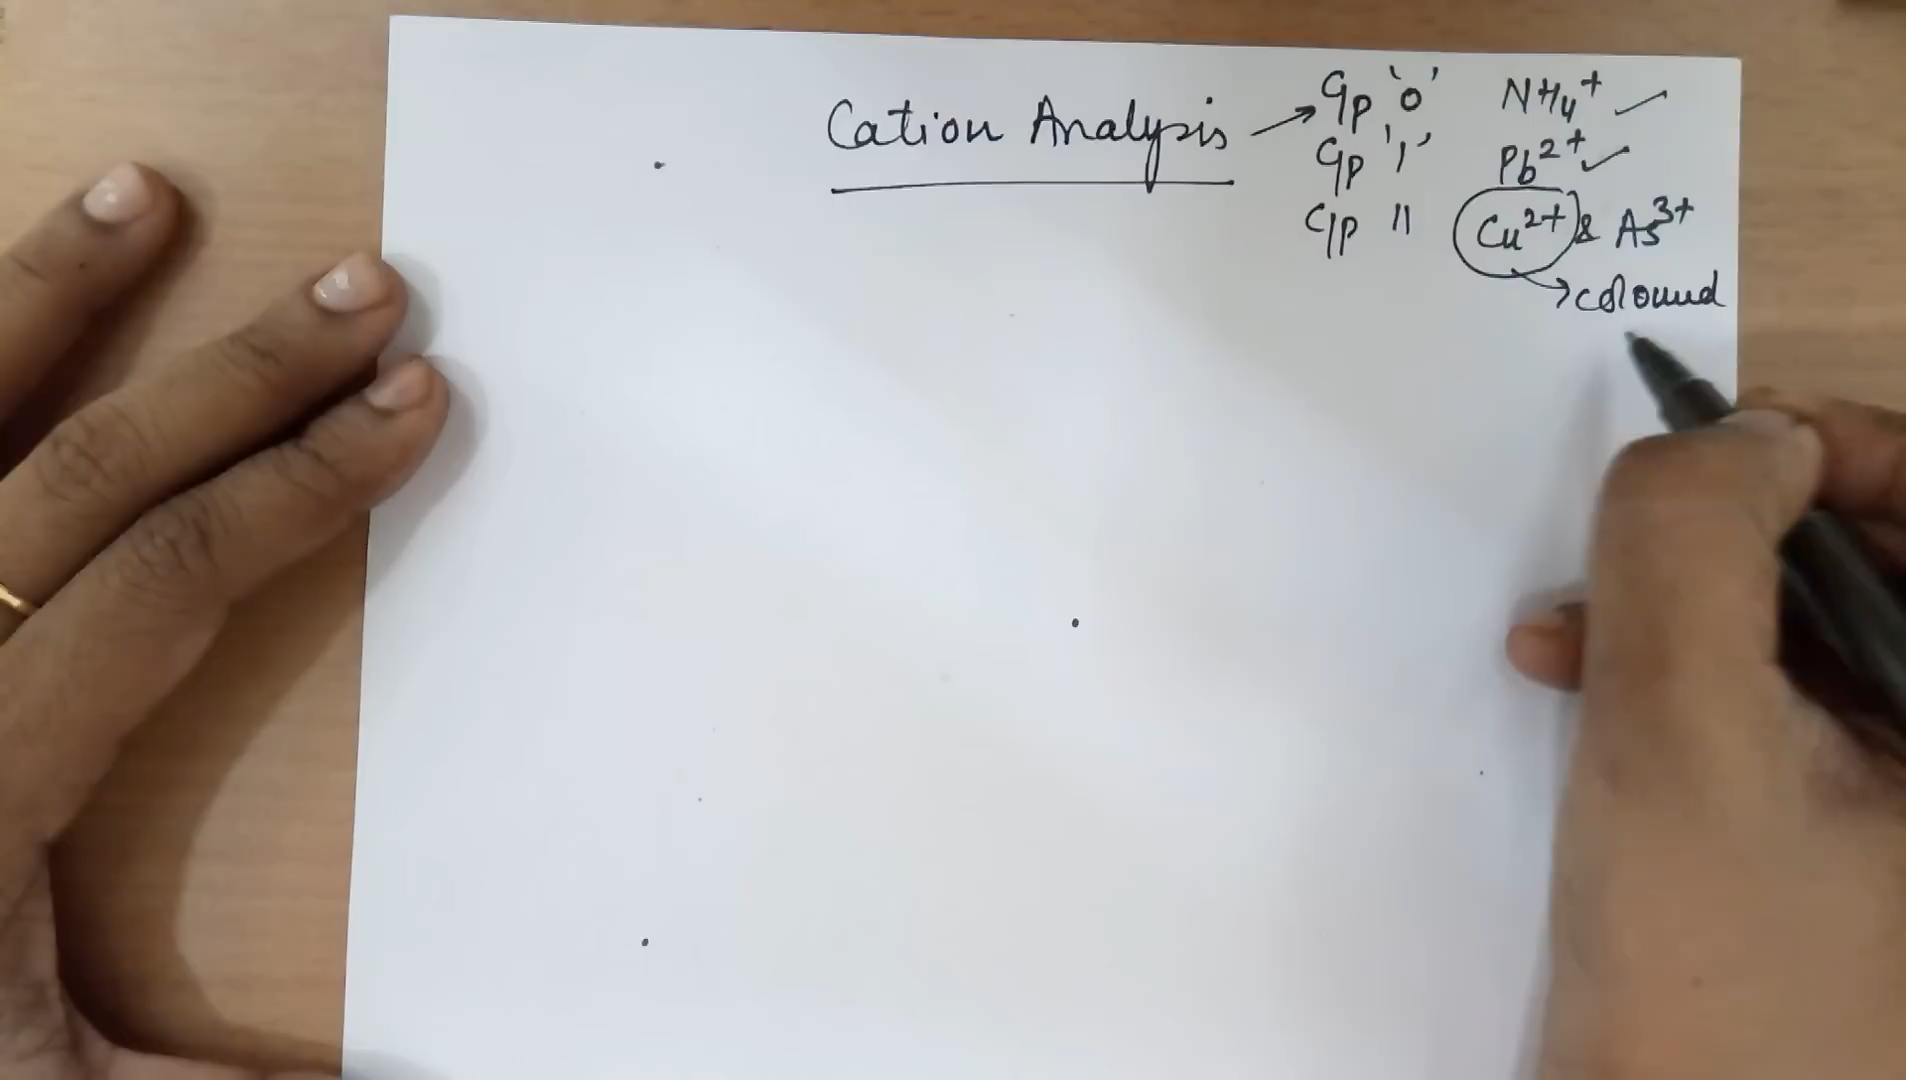 Cation Analysis → Gp '0' NH4+ ✓
Gp '1' Pb2+ ✓
Gp II Cu2+ & As3+
→ coloured